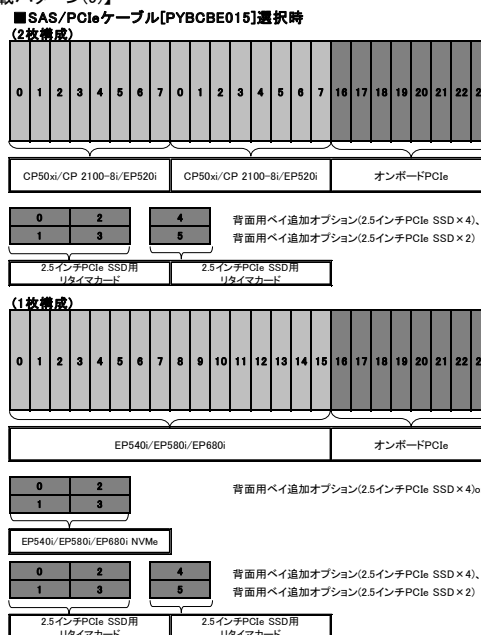 載パターン(6)】
■SAS/PCIeケーブル[PYBCBE015]選択時
(2枚構成)
0 1 2 3 4 5 6 7 0 1 2 3 4 5 6 7 16 17 18 19 20 21 22 2
CP50xi/CP 2100-8i/EP520i CP50xi/CP 2100-8i/EP520i オンボードPCIe
0 2 4 背面用ベイ追加オプション(2.5インチPCIe SSD×4)、
1 3 5 背面用ベイ追加オプション(2.5インチPCIe SSD×2)
2.5インチPCIe SSD用 2.5インチPCIe SSD用
リタイマカード リタイマカード
(1枚構成)
0 1 2 3 4 5 6 7 8 9 10 11 12 13 14 15 16 17 18 19 20 21 22 2
EP540i/EP580i/EP680i オンボードPCIe
0 2 背面用ベイ追加オプション(2.5インチPCIe SSD×4)o
1 3
EP540i/EP580i/EP680i NVMe
0 2 4 背面用ベイ追加オプション(2.5インチPCIe SSD×4)、
1 3 5 背面用ベイ追加オプション(2.5インチPCIe SSD×2)
2.5インチPCIe SSD用 2.5インチPCIe SSD用
リタイマカード リタイマカード